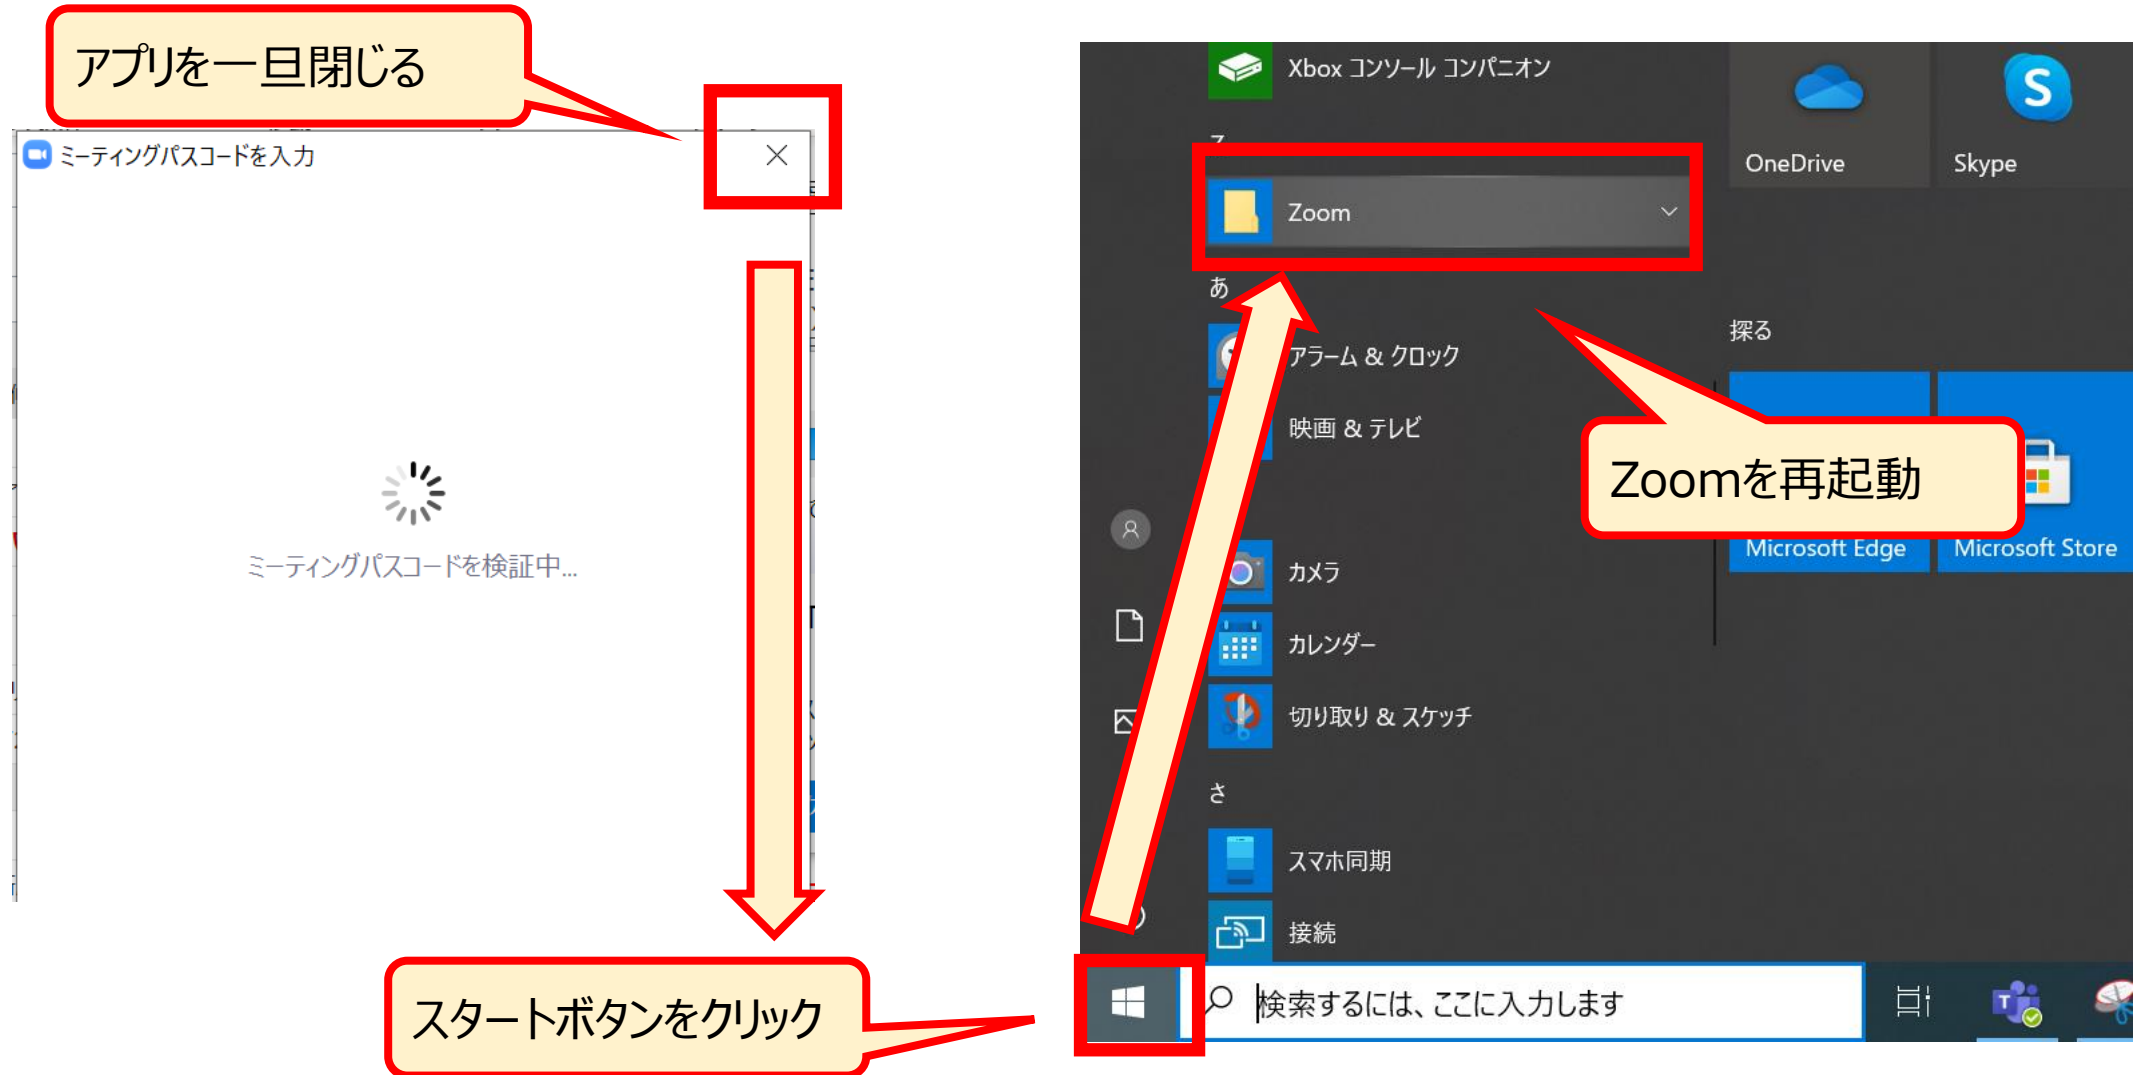 アプリを一旦閉じる
ミーティングパスコードを入力
ミーティングパスコードを検証中...
スタートボタンをクリック
Xbox コンソール コンパニオン
Zoom
あ
アラーム & クロック
映画 & テレビ
カメラ
カレンダー
切り取り & スケッチ
さ
スマホ同期
接続
検索するには、ここに入力します
OneDrive
Skype
探る
Zoomを再起動
Microsoft Edge
Microsoft Store